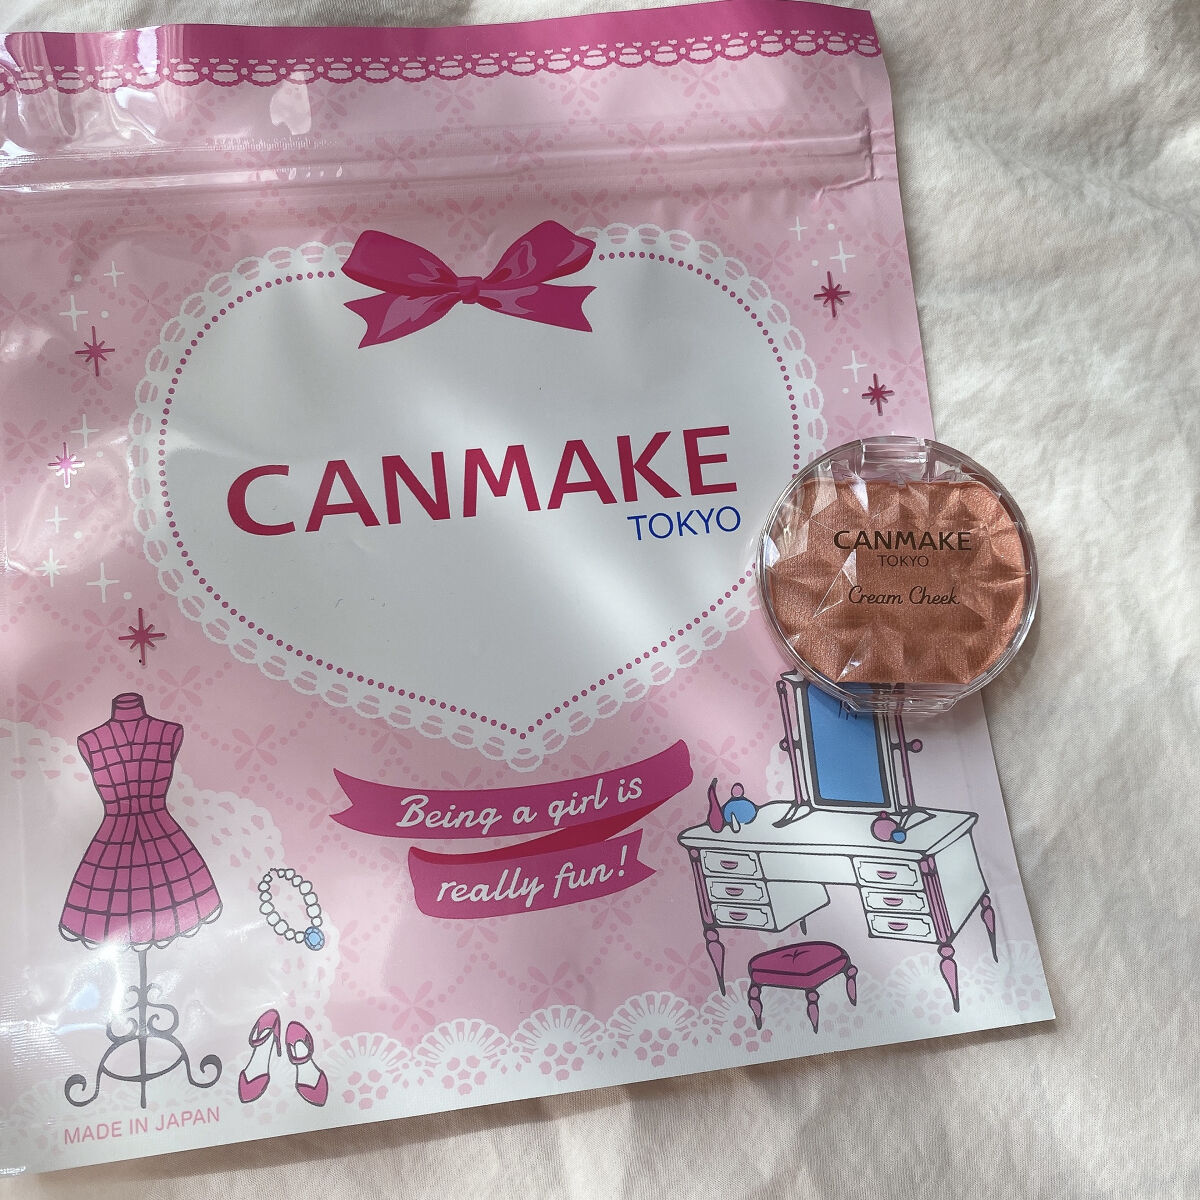 CANMAKE
TOKYO
CANMAKE
TOKYO
Cream Cheek
Being a girl is
really fun!
MADE IN JAPAN